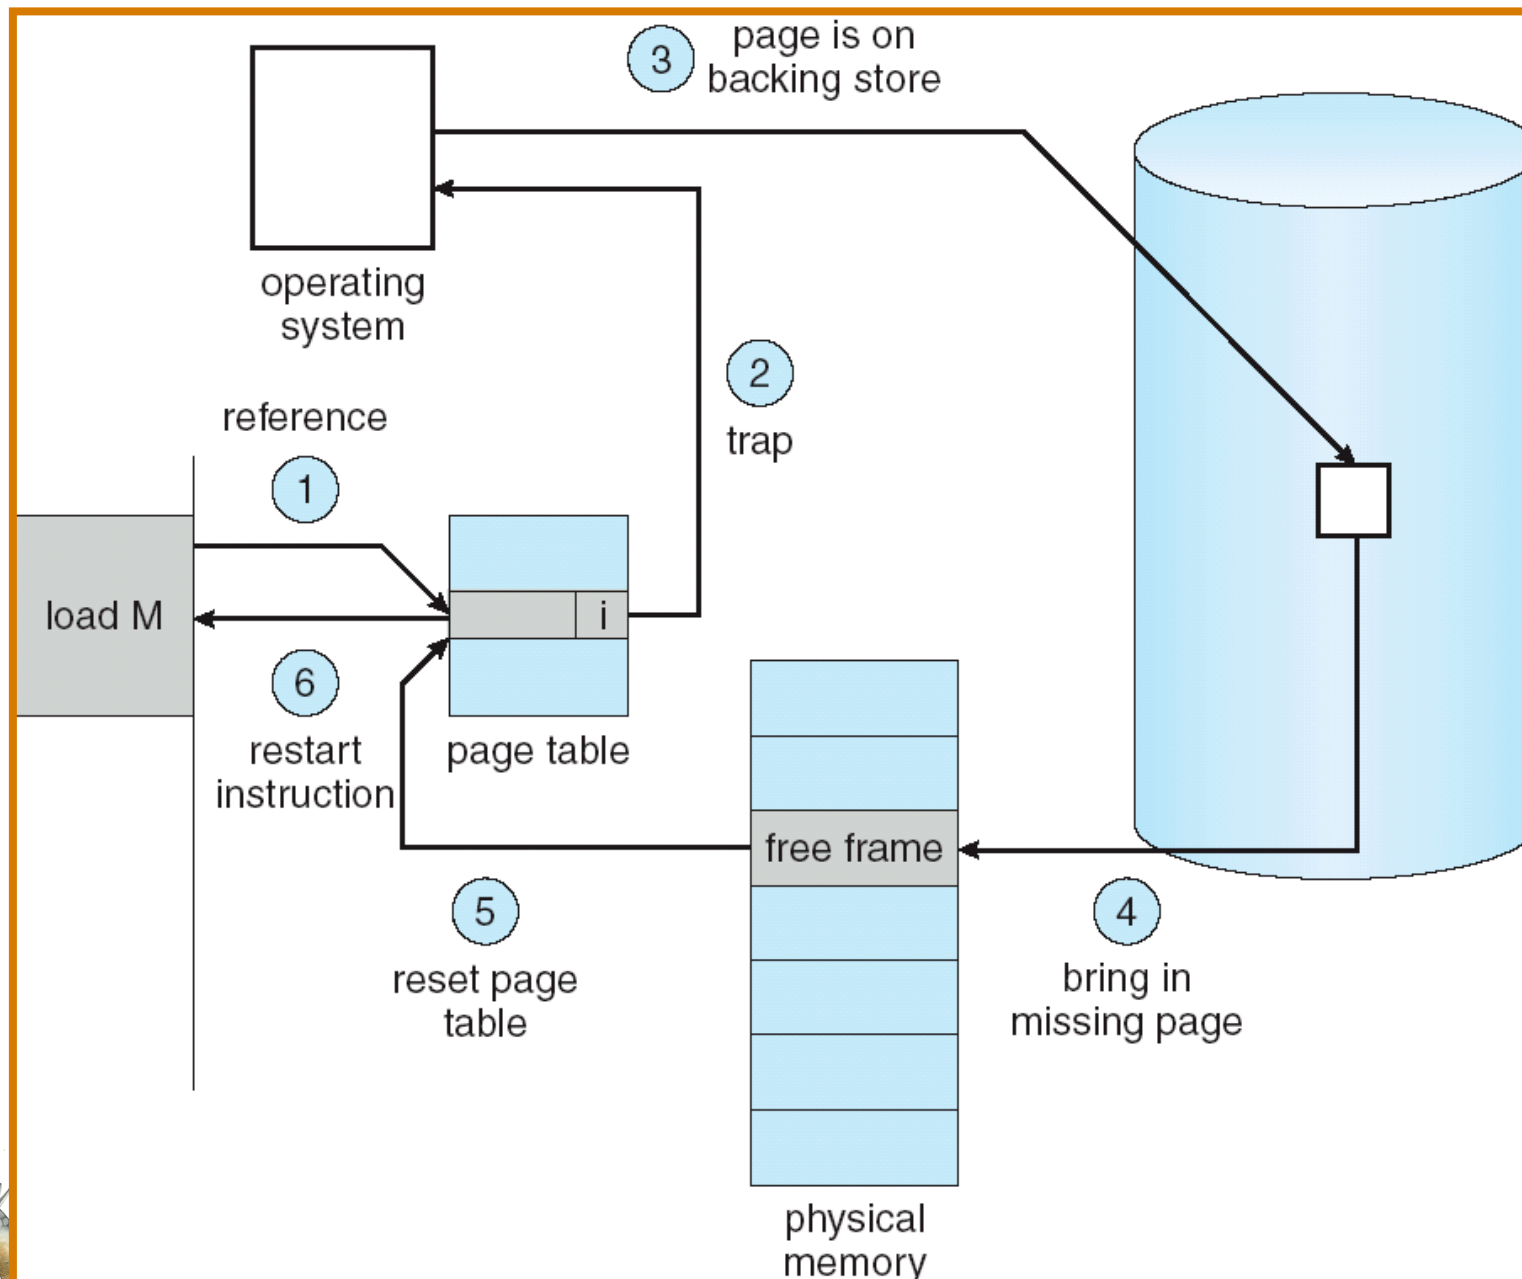 3
page is on
backing store
operating
system
2
trap
reference
1
load M
i
6
restart
instruction
page table
free frame
5
reset page
table
4
bring in
missing page
physical
memory